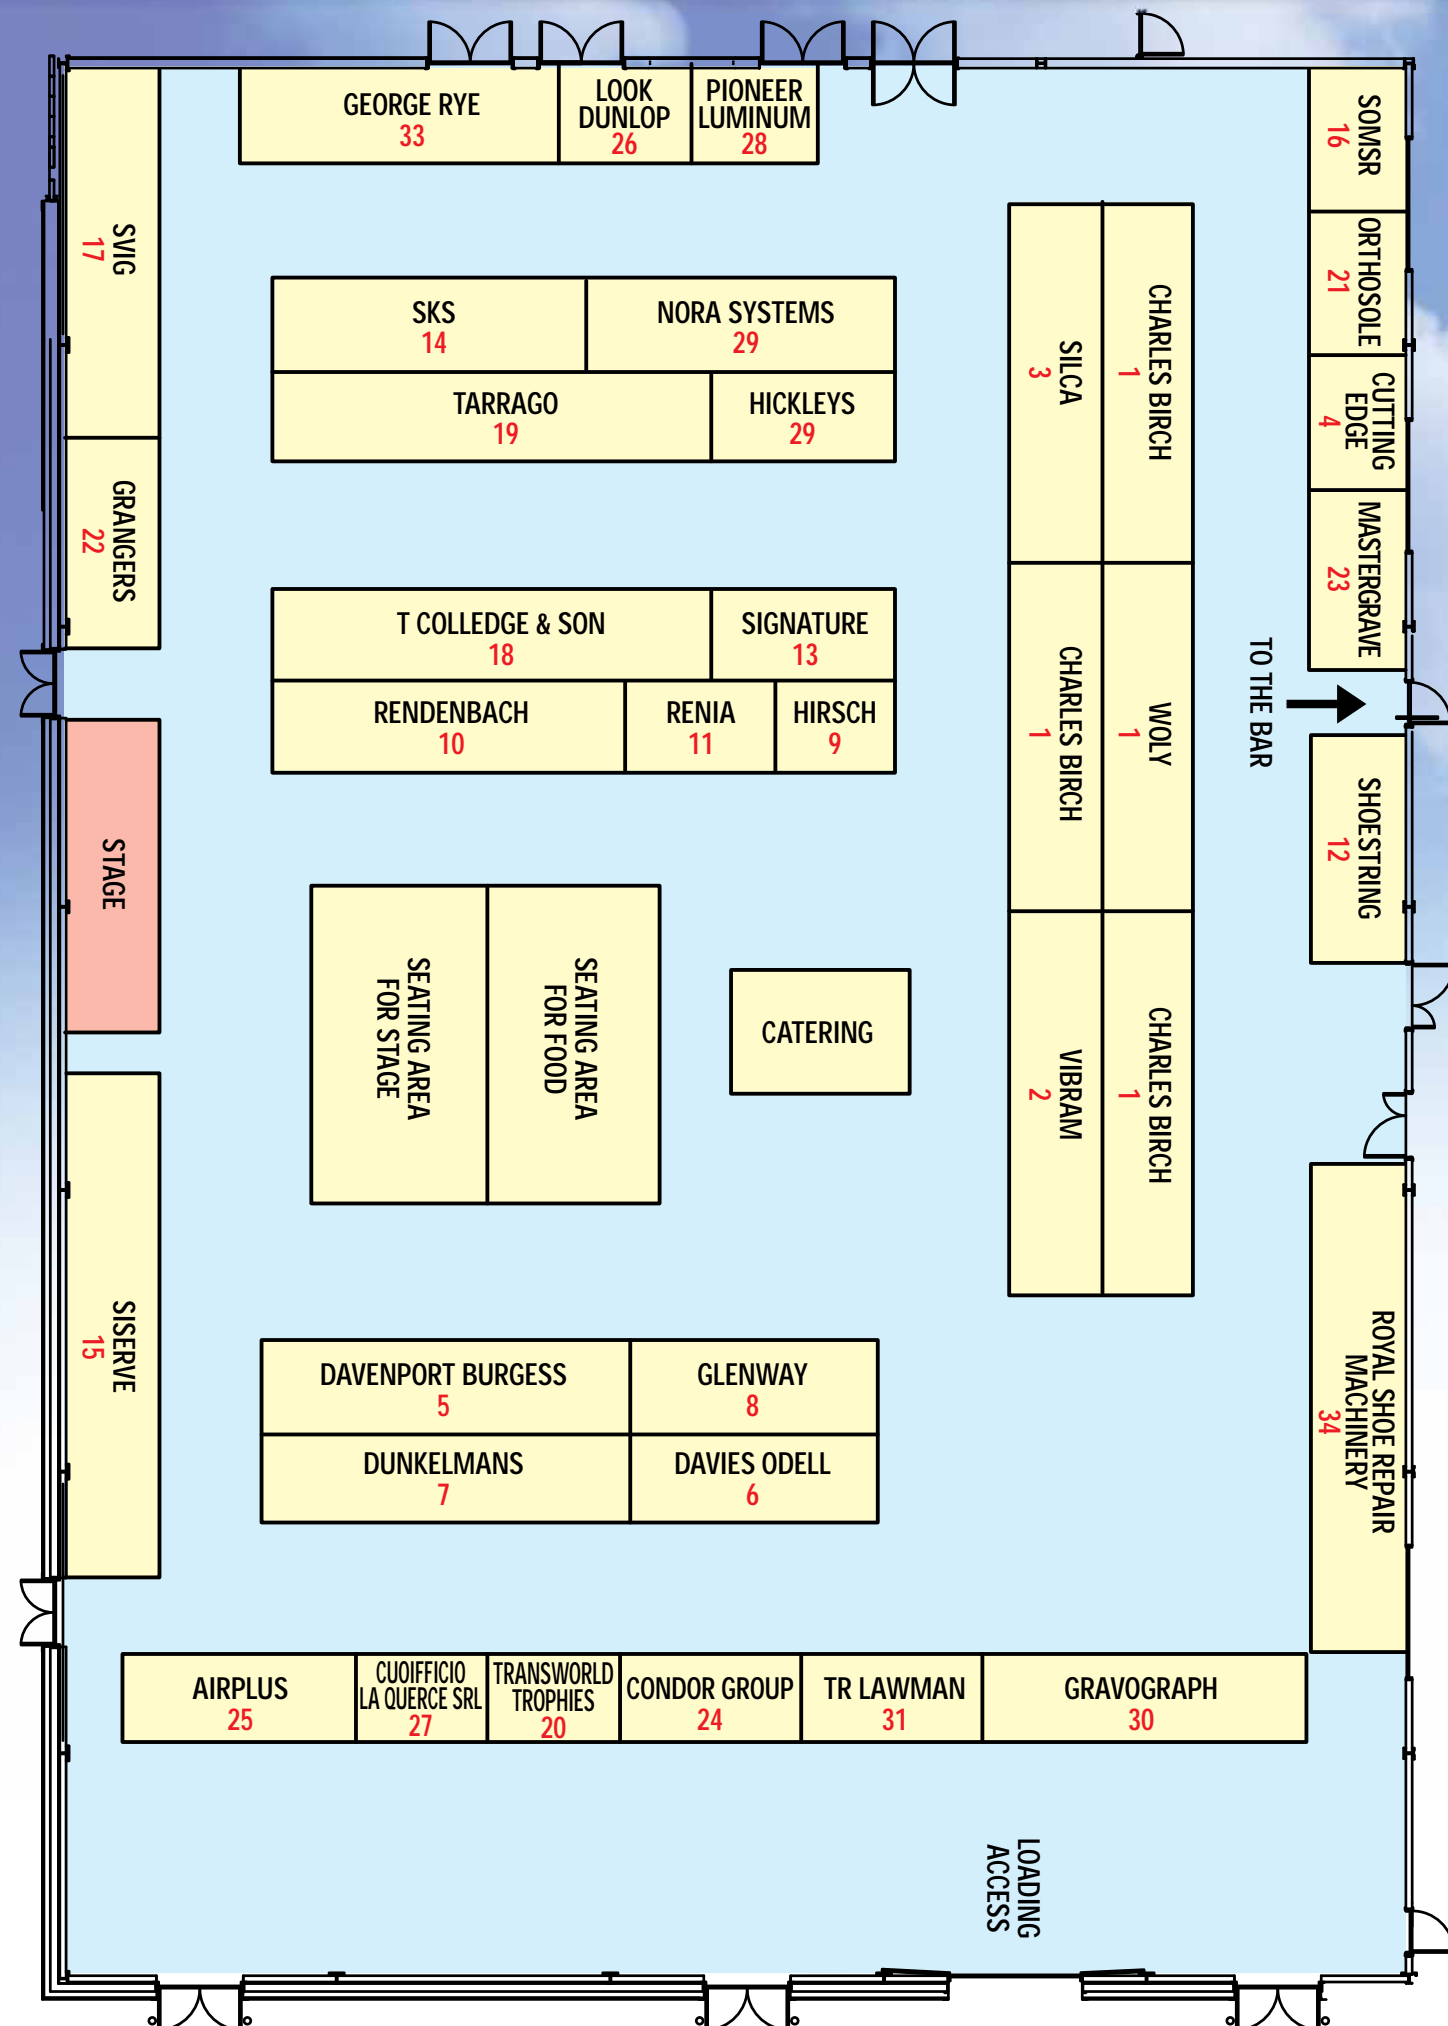 GEORGE RYE
33
LOOK
DUNLOP
26
PIONEER
LUMINUM
28
SOMSR
16
ORTHOSOLE
21
CUTTING
EDGE
4
MASTERGRAVE
23
SVIG
17
GRANGERS
22
SKS
14
NORA SYSTEMS
29
TARRAGO
19
HICKLEYS
29
CHARLES BIRCH
1
SILCA
3
T COLLEDGE & SON
18
SIGNATURE
13
RENDENBACH
10
RENIA
11
HIRSCH
9
WOLY
1
CHARLES BIRCH
1
TO THE BAR
SHOESTRING
12
STAGE
SEATING AREA
FOR STAGE
SEATING AREA
FOR FOOD
CATERING
CHARLES BIRCH
1
VIBRAM
2
SISERVE
15
ROYAL SHOE REPAIR
MACHINERY
34
DAVENPORT BURGESS
5
GLENWAY
8
DUNKELMANS
7
DAVIES ODELL
6
AIRPLUS
25
CUOIFFICIO
LA QUERCE SRL
27
TRANSWORLD
TROPHIES
20
CONDOR GROUP
24
TR LAWMAN
31
GRAVOGRAPH
30
LOADING
ACCESS